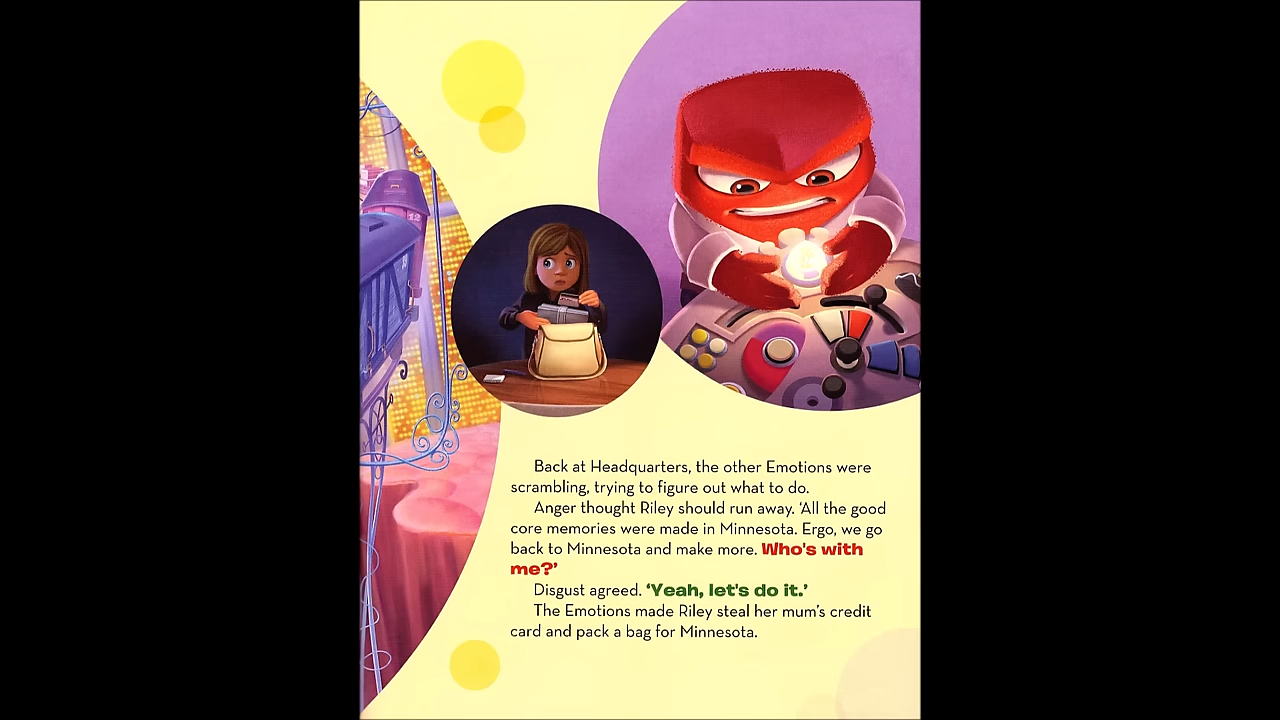 Back at Headquarters, the other Emotions were
scrambling, trying to figure out what to do.
Anger thought Riley should run away. ‘All the good
core memories were made in Minnesota. Ergo, we go
back to Minnesota and make more. Who's with
me?’
Disgust agreed. ‘Yeah, let's do it.’
The Emotions made Riley steal her mum’s credit
card and pack a bag for Minnesota.